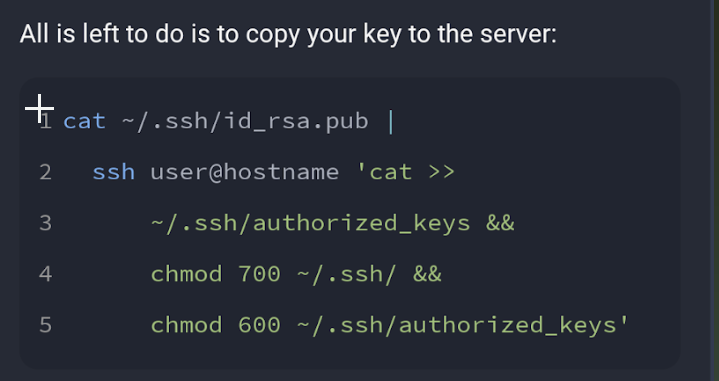 All is left to do is to copy your key to the server:
1 cat ~/.ssh/id_rsa.pub |
2 ssh user@hostname 'cat >>
3 ~/.ssh/authorized_keys &&
4 chmod 700 ~/.ssh/ &&
5 chmod 600 ~/.ssh/authorized_keys'